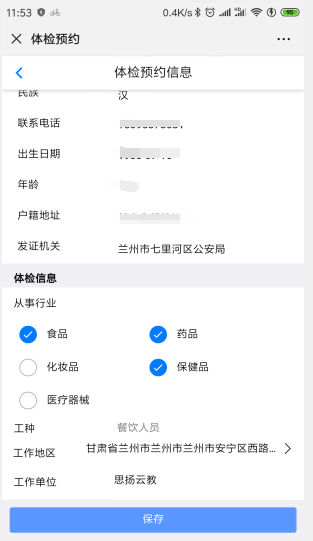 11:53 0.4K/s 95
体检预约
体检预约信息
民族 汉
联系电话
出生日期
年龄
户籍地址
发证机关 兰州市七里河区公安局
体检信息
从事行业
食品 药品
化妆品 保健品
医疗器械
工种 餐饮人员
工作地区 甘肃省兰州市兰州市兰州市安宁区西路...
工作单位 思扬云教
保存